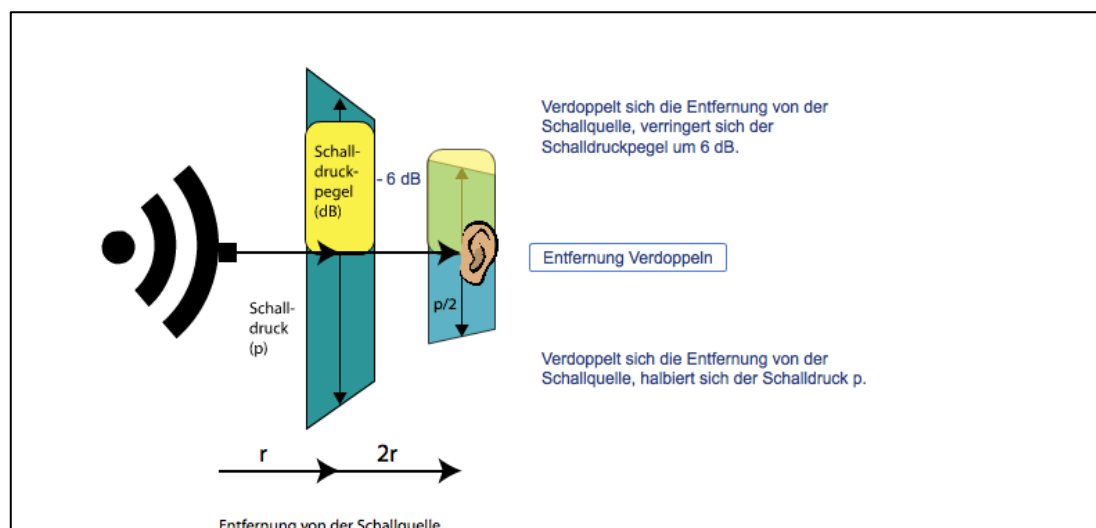 Verdoppelt sich die Entfernung von der
Schallquelle, verringert sich der
Schalldruckpegel um 6 dB.
Schall-
druck-
pegel
(dB)
- 6 dB
Entfernung Verdoppeln
Schall-
druck
(p)
p/2
Verdoppelt sich die Entfernung von der
Schallquelle, halbiert sich der Schalldruck p.
r
2r
Entfernung von der Schallquelle